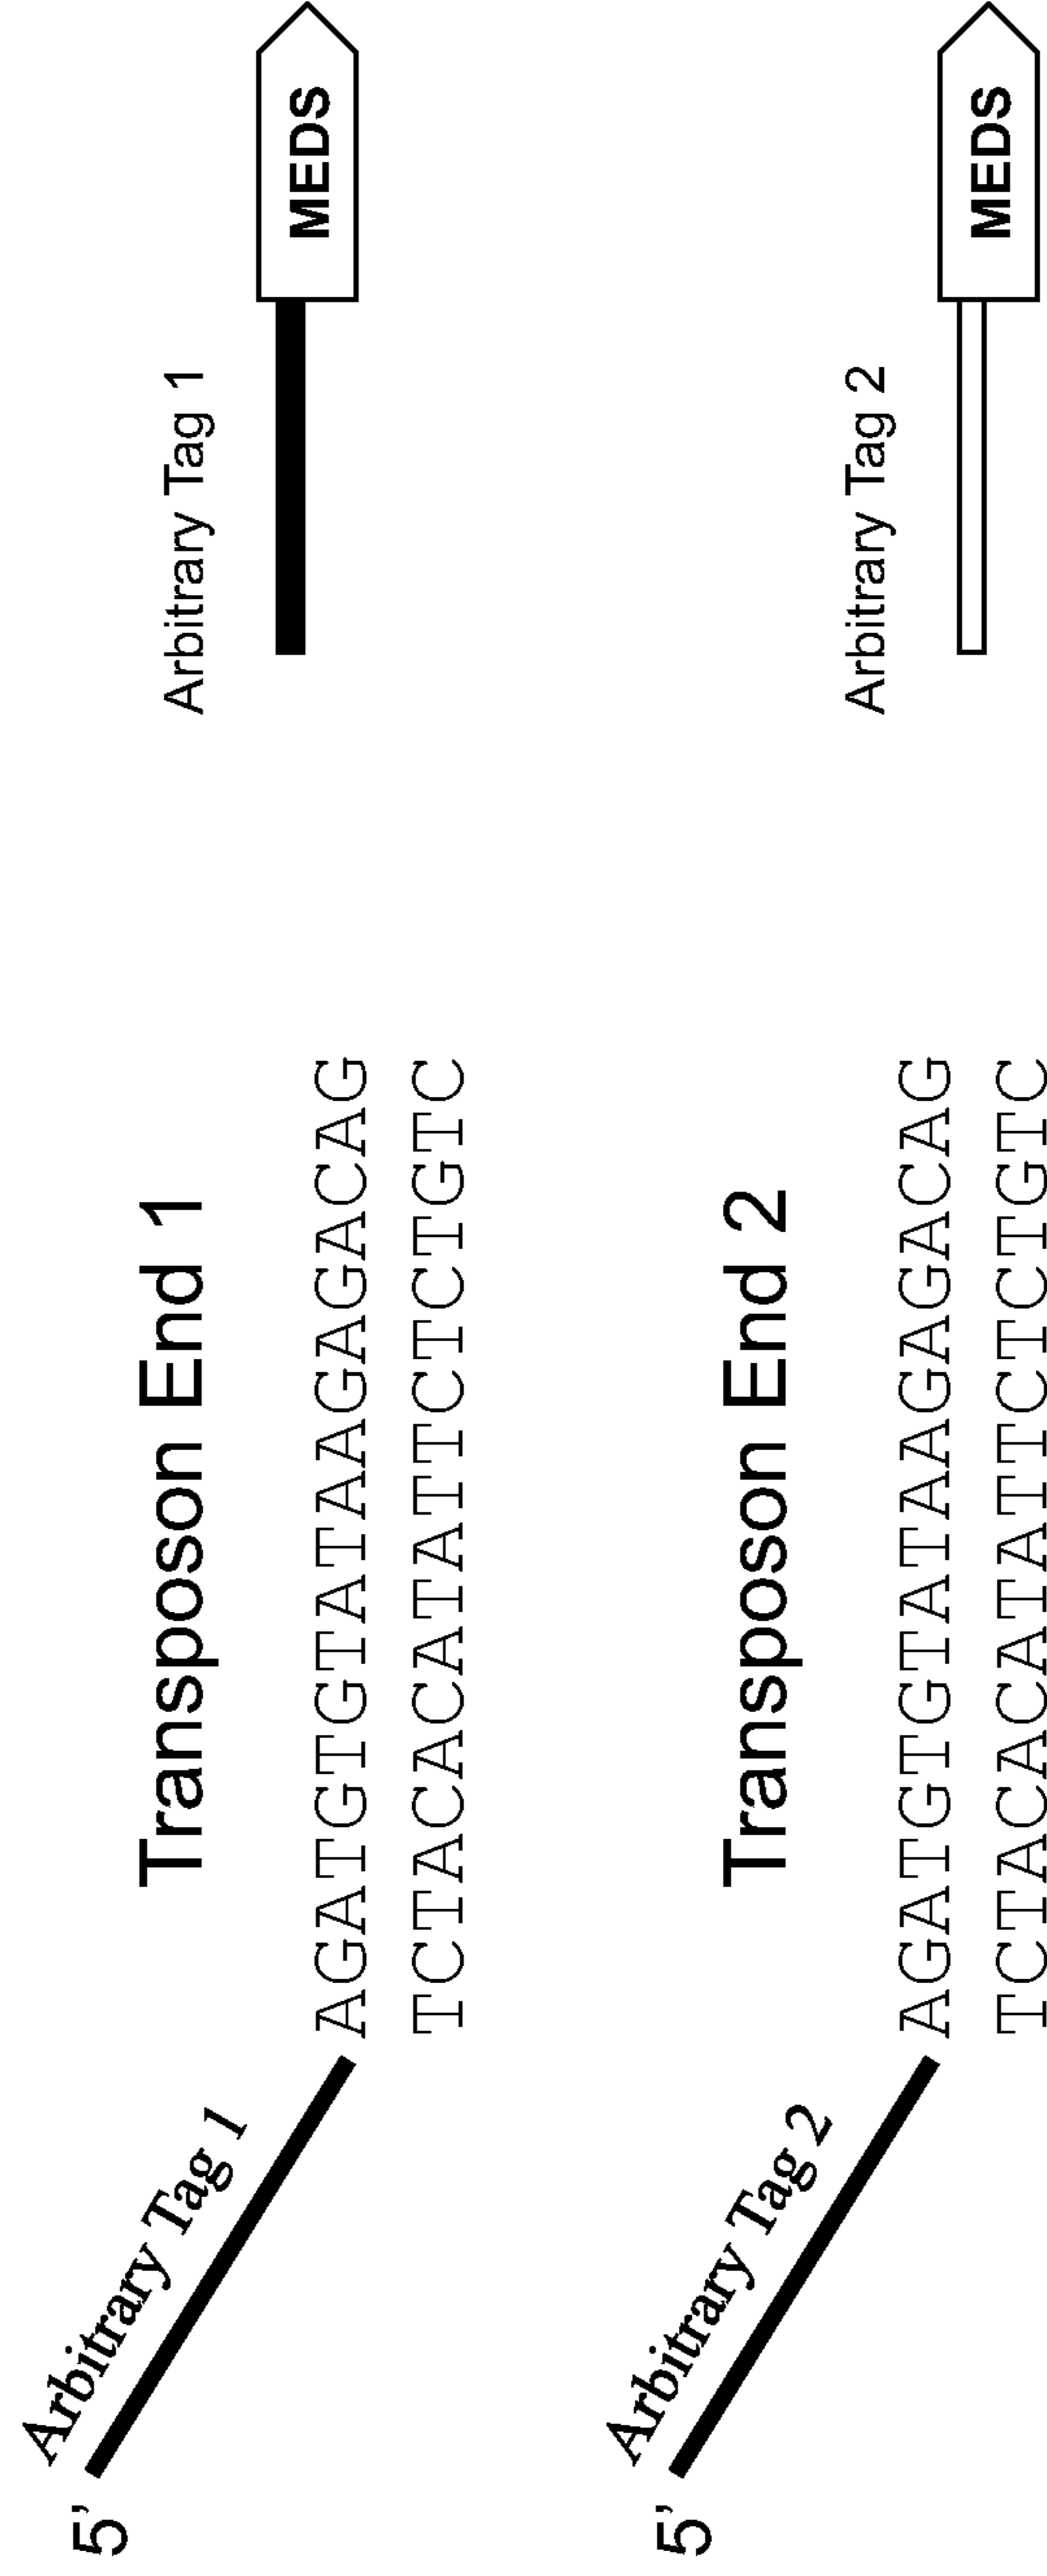 Transposon End 1
5’
Arbitrary Tag 1
AGATGTGTATAAGAGACAG
TCTACACATATTCTCTGTC
Arbitrary Tag 1
MEDS
Transposon End 2
5’
Arbitrary Tag 2
AGATGTGTATAAGAGACAG
TCTACACATATTCTCTGTC
Arbitrary Tag 2
MEDS